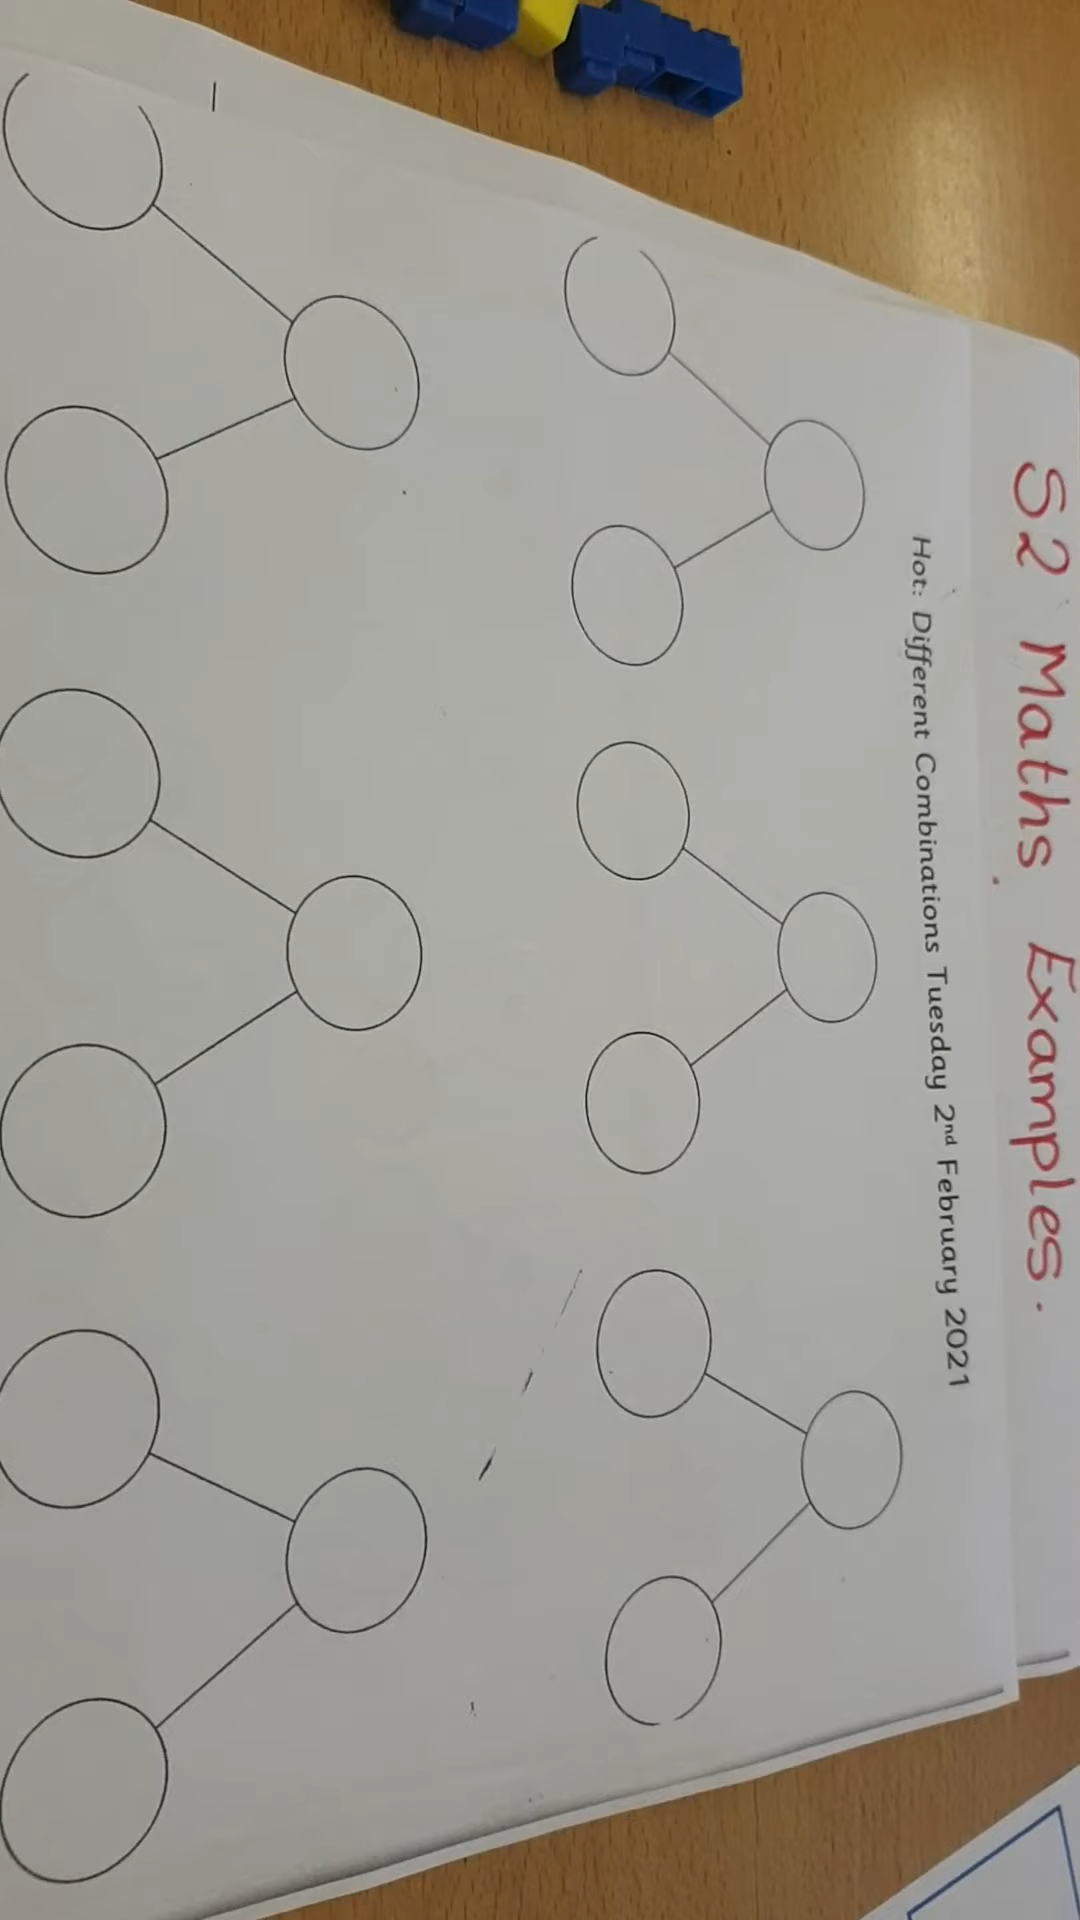 S2 Maths Examples.
Hot: Different Combinations Tuesday 2nd February 2021